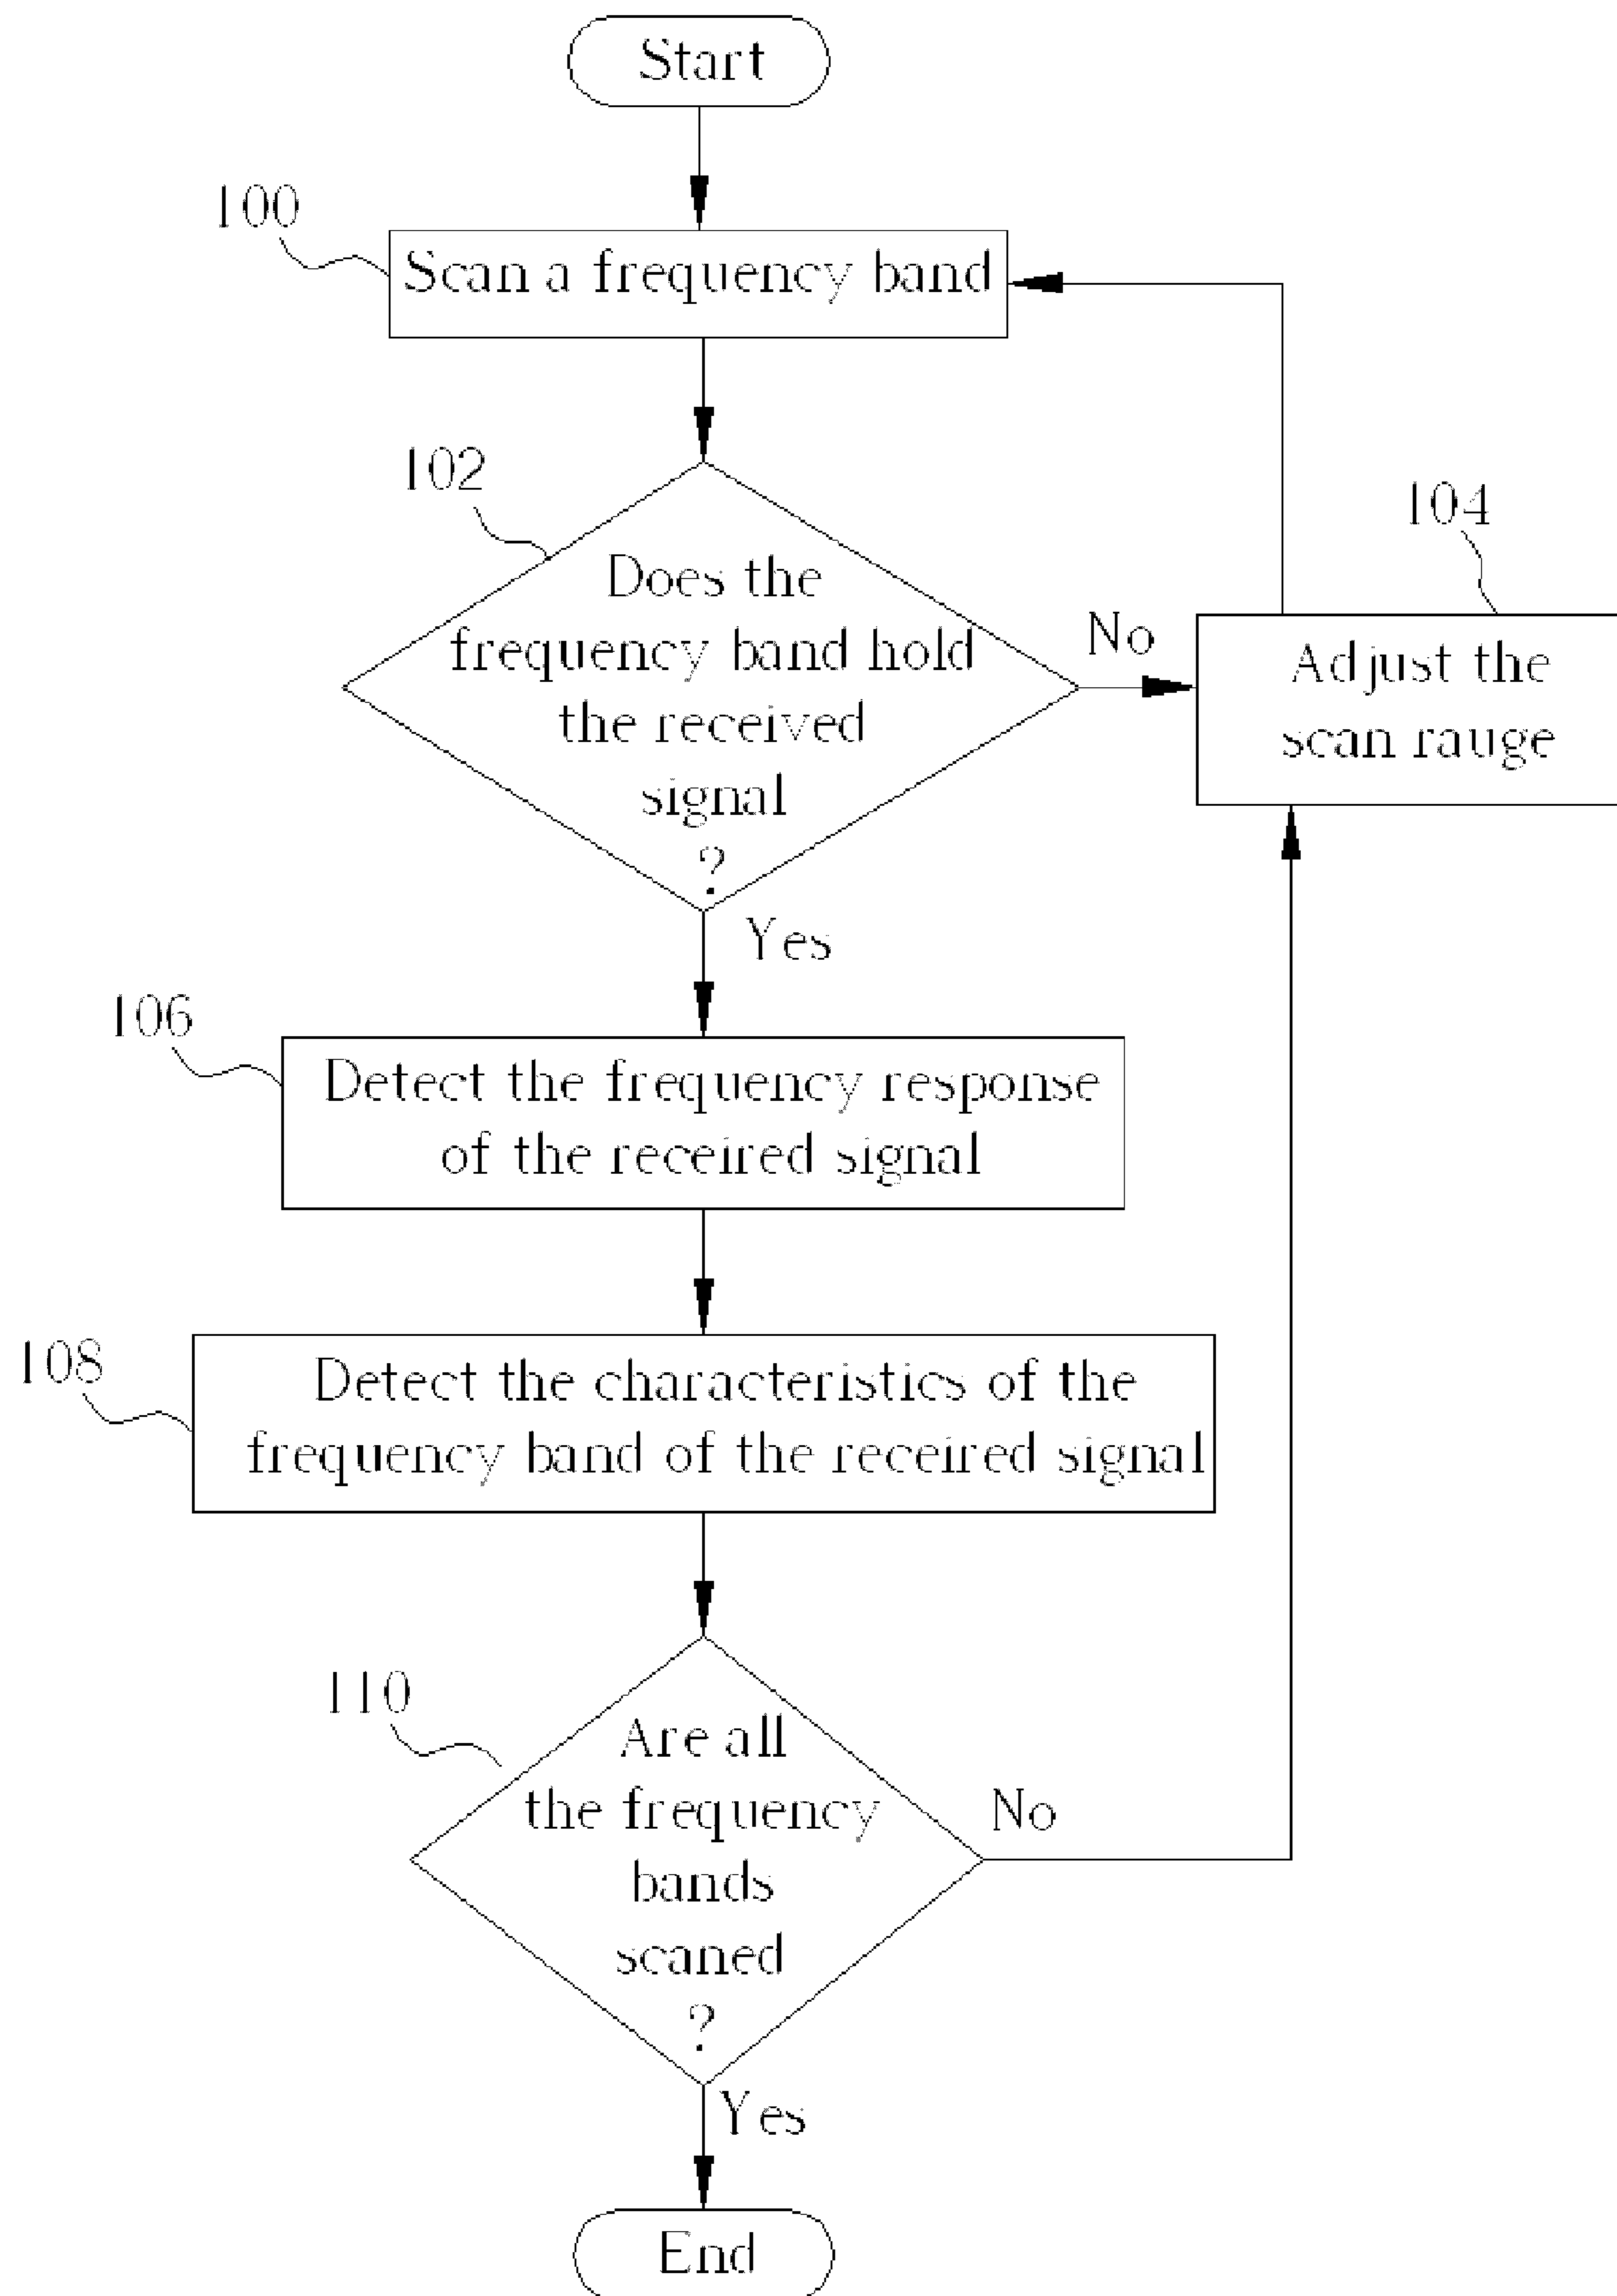 Start
100
Scan a frequency band
102
Does the
frequency band hold
the received
signal
?
No
104
Adjust the
scan rauge
Yes
106
Detect the frequency response
of the receired signal
108
Detect the characteristics of the
frequency band of the receired signal
110
Are all
the frequency
bands
scaned
?
No
Yes
End